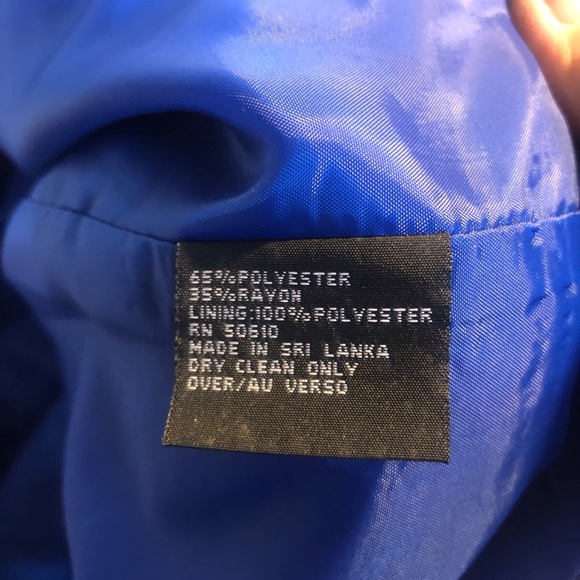 65%POLYESTER
35%RAYON
LINING:100%POLYESTER
RN 50610
MADE IN SRI LANKA
DRY CLEAN ONLY
OVER/AU VERSO